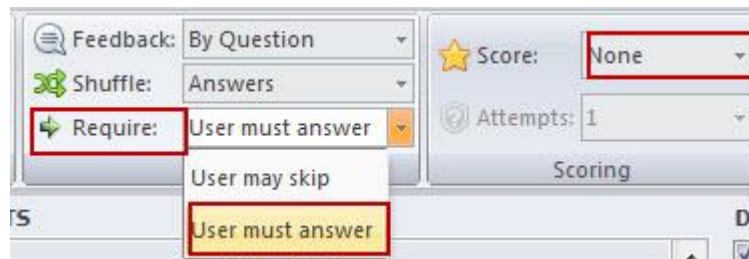 Feedback: By Question
Shuffle: Answers
Require: User must answer
User may skip
User must answer
Score: None
Attempts: 1
Scoring
TS
D